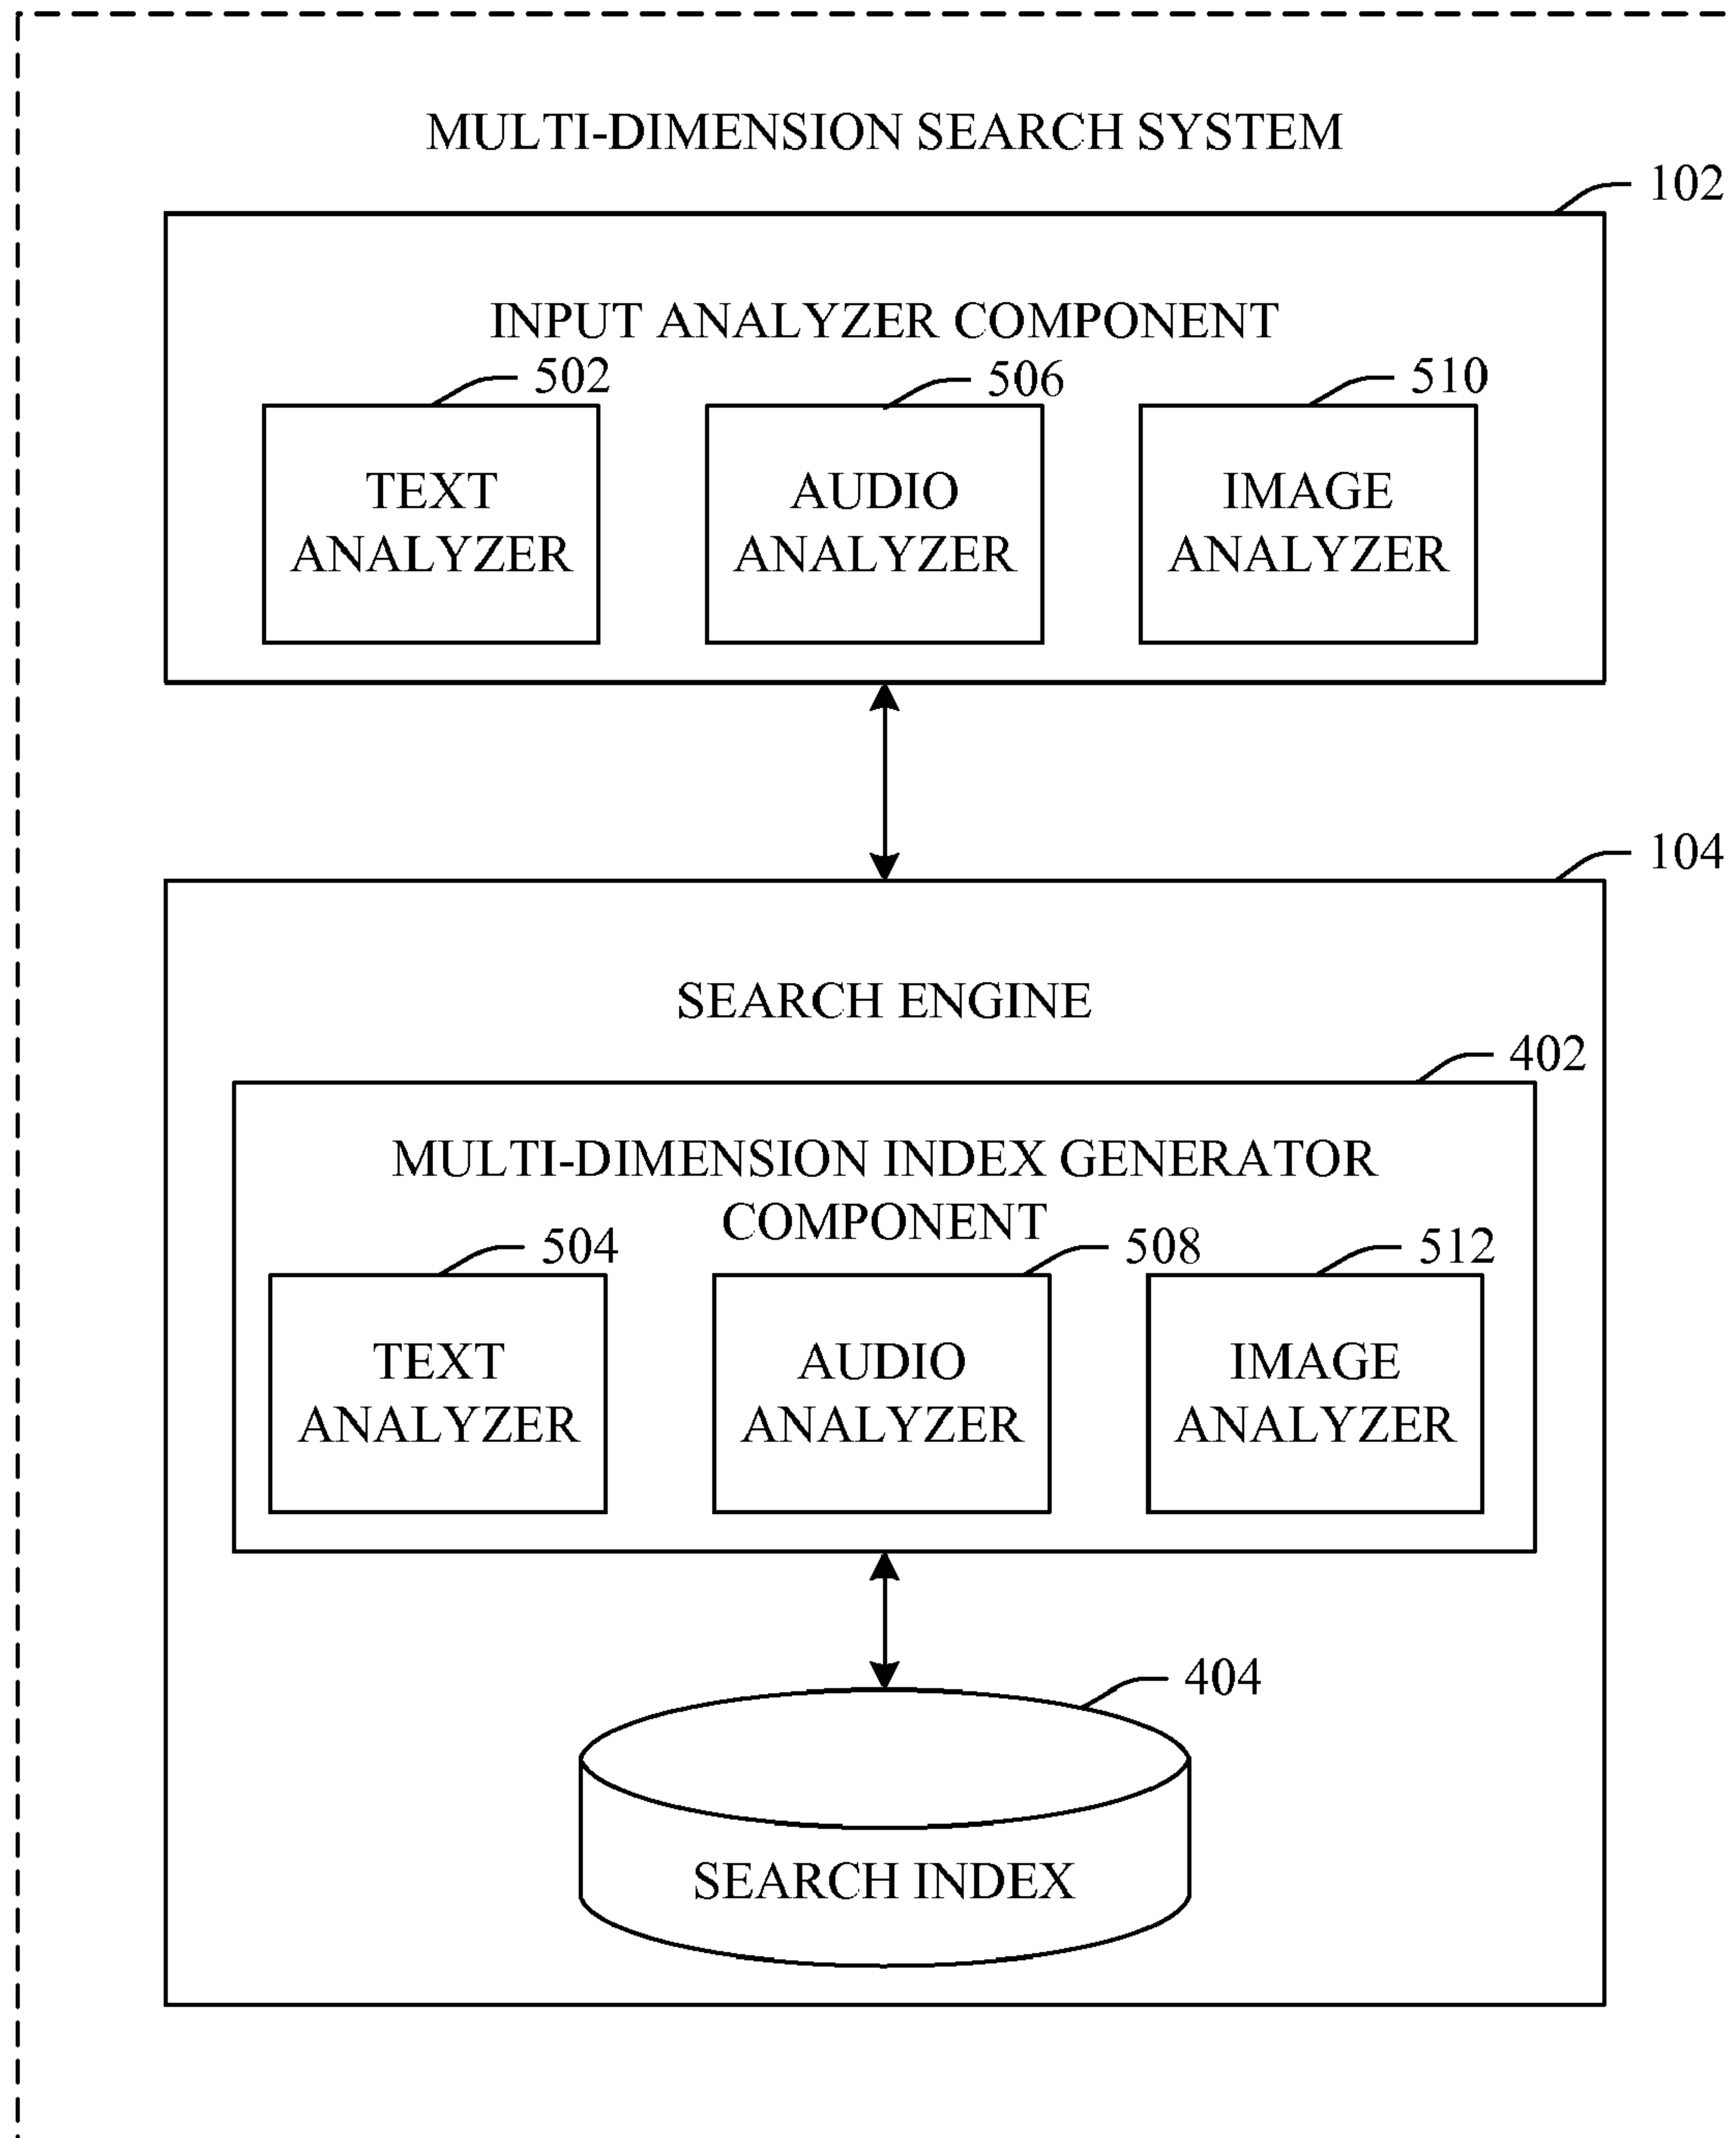 MULTI-DIMENSION SEARCH SYSTEM
102
INPUT ANALYZER COMPONENT
502
506
510
TEXT
ANALYZER
AUDIO
ANALYZER
IMAGE
ANALYZER
104
SEARCH ENGINE
402
MULTI-DIMENSION INDEX GENERATOR
COMPONENT
504
508
512
TEXT
ANALYZER
AUDIO
ANALYZER
IMAGE
ANALYZER
404
SEARCH INDEX